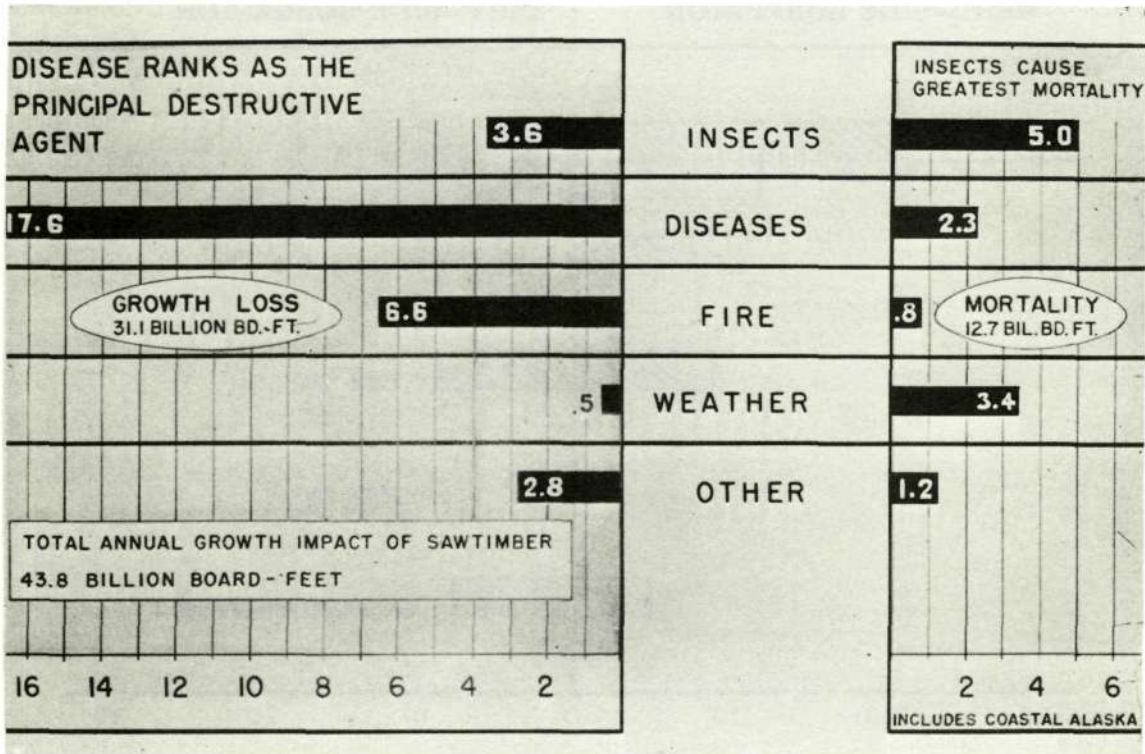 DISEASE RANKS AS THE
PRINCIPAL DESTRUCTIVE
AGENT
INSECTS CAUSE
GREATEST MORTALITY
3.6
INSECTS
5.0
17.6
DISEASES
2.3
GROWTH LOSS
31.1 BILLION BD.-FT.
6.6
FIRE
.8
MORTALITY
12.7 BIL. BD. FT.
.5
WEATHER
3.4
2.8
OTHER
1.2
TOTAL ANNUAL GROWTH IMPACT OF SAWTIMBER
43.8 BILLION BOARD-FEET
16 14 12 10 8 6 4 2
2 4 6
INCLUDES COASTAL ALASKA